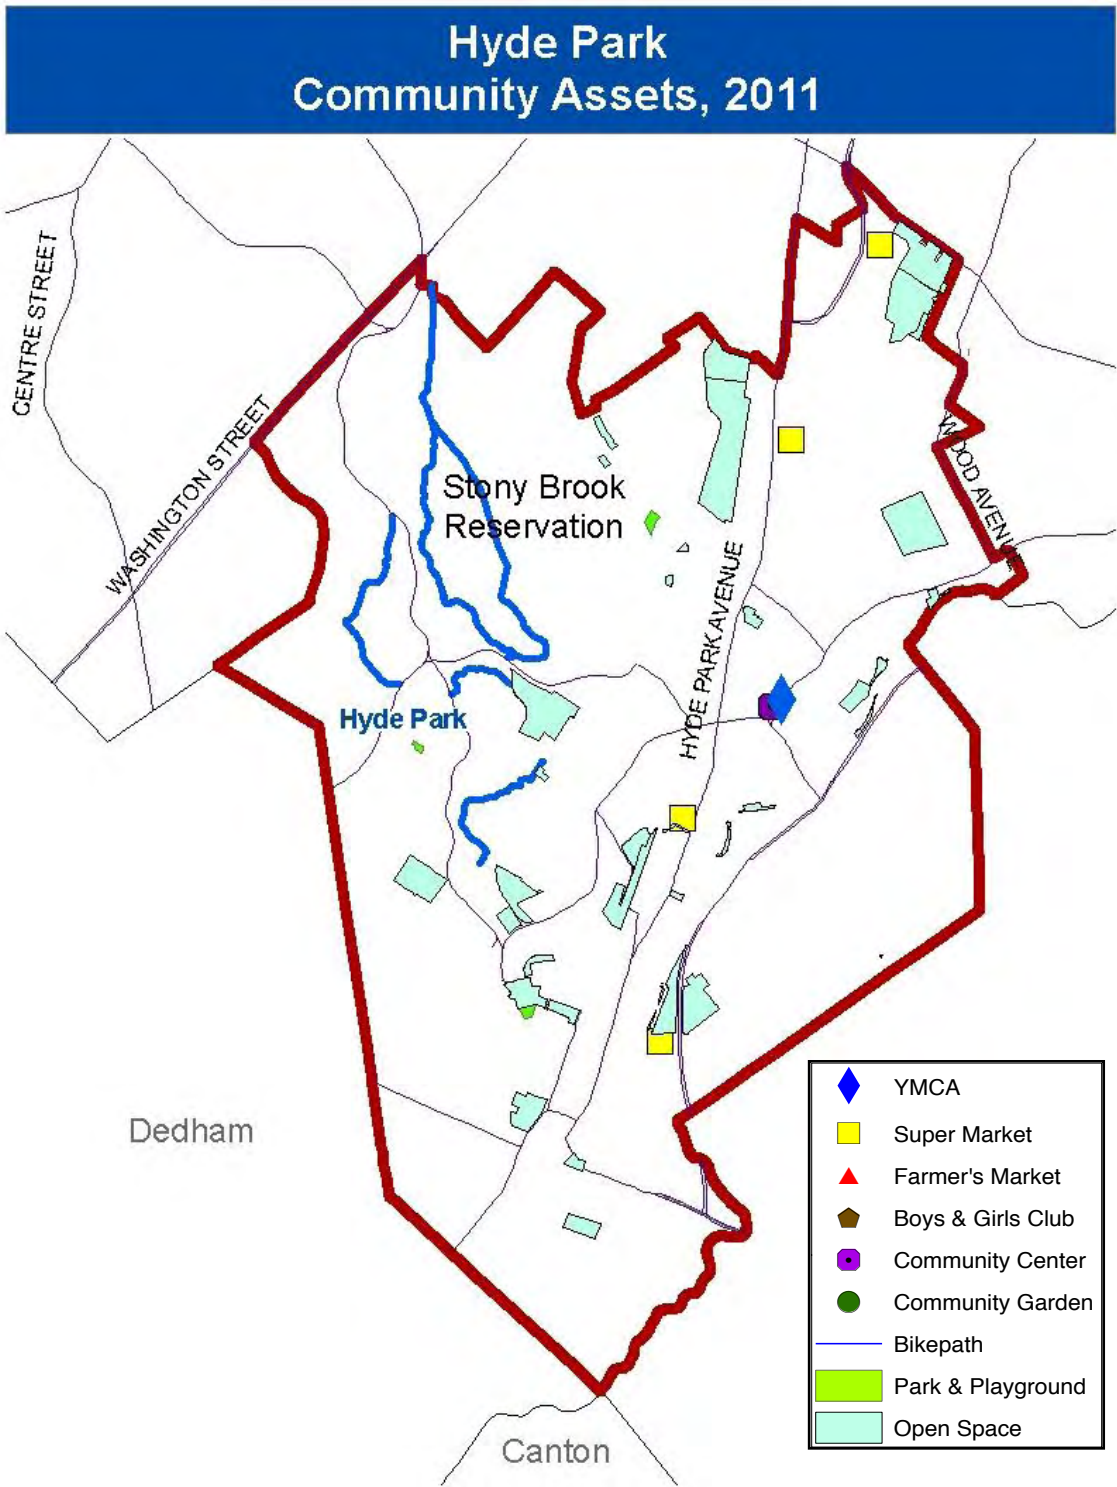 Hyde Park
Community Assets, 2011
CENTRE STREET
WASHINGTON STREET
Stony Brook
Reservation
WOOD AVENUE
HYDE PARK AVENUE
Hyde Park
Dedham
Canton
YMCA
Super Market
Farmer's Market
Boys & Girls Club
Community Center
Community Garden
Bikepath
Park & Playground
Open Space